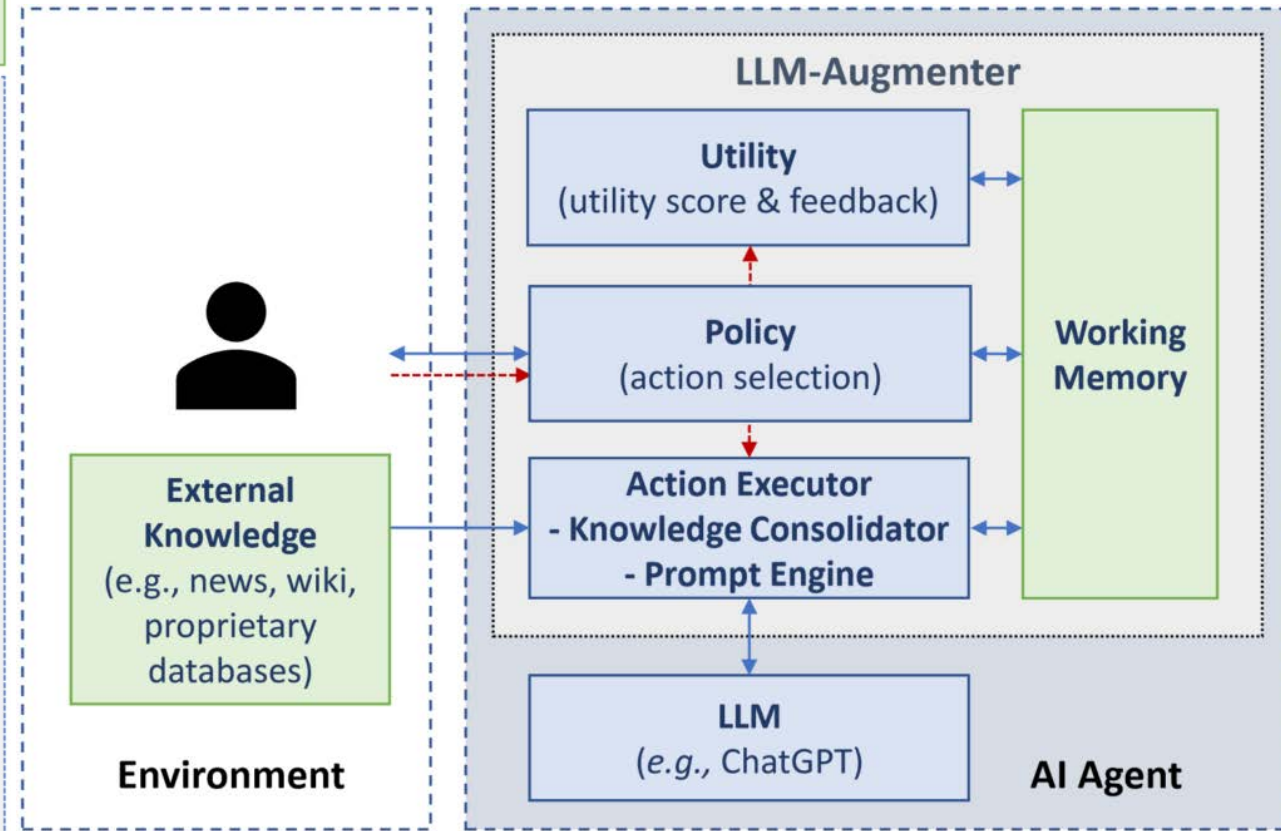 LLM-Augmenter
Utility
(utility score & feedback)
Policy
(action selection)
Working
Memory
External
Knowledge
(e.g., news, wiki,
proprietary
databases)
Action Executor
- Knowledge Consolidator
- Prompt Engine
LLM
(e.g., ChatGPT)
Environment
AI Agent